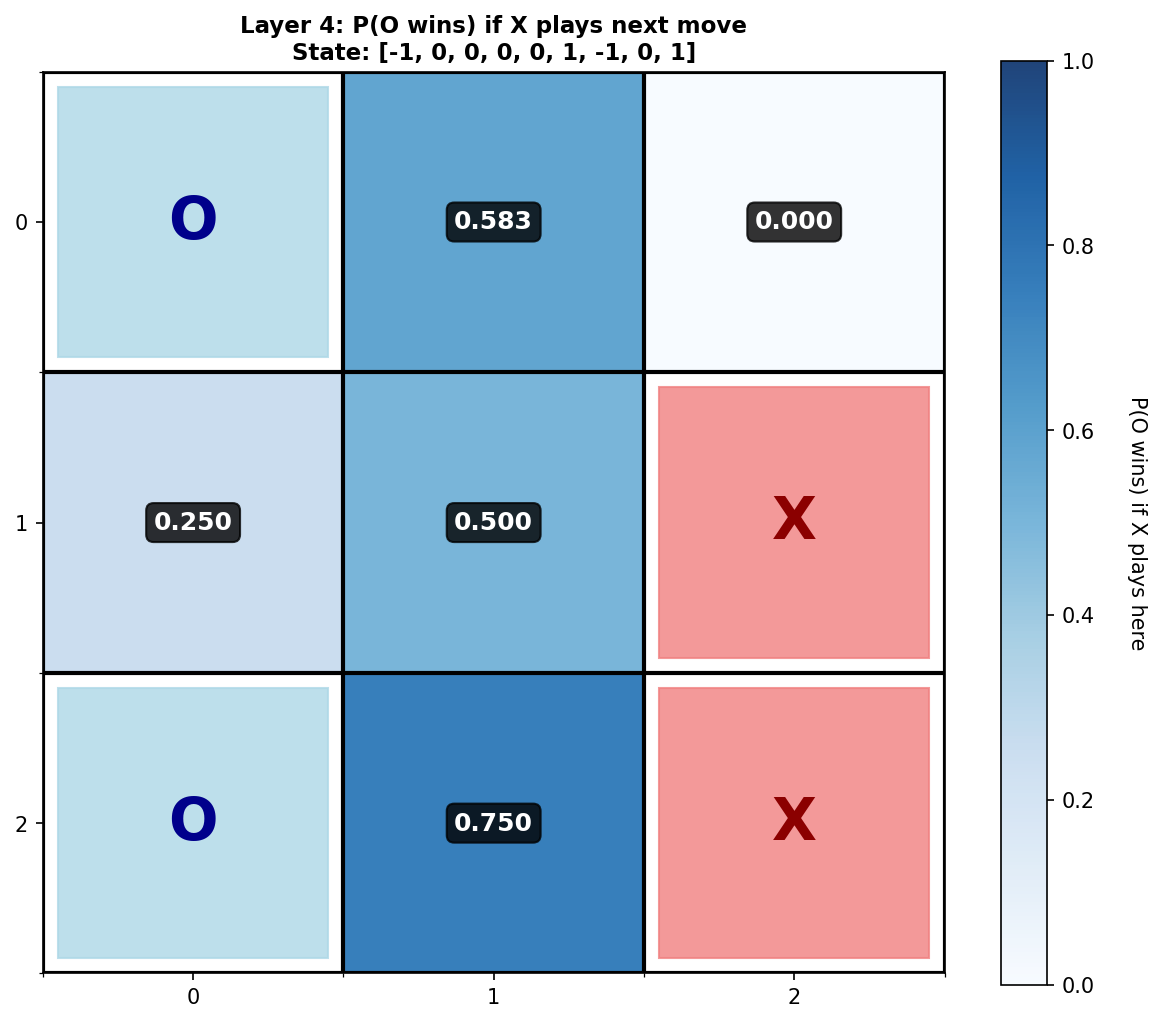 Layer 4: P(O wins) if X plays next move
State: [-1, 0, 0, 0, 0, 1, -1, 0, 1]
0
O
0.583
0.000
1
0.250
0.500
X
2
O
0.750
X
0
1
2
1.0
0.8
0.6
0.4
0.2
0.0
P(O wins) if X plays here